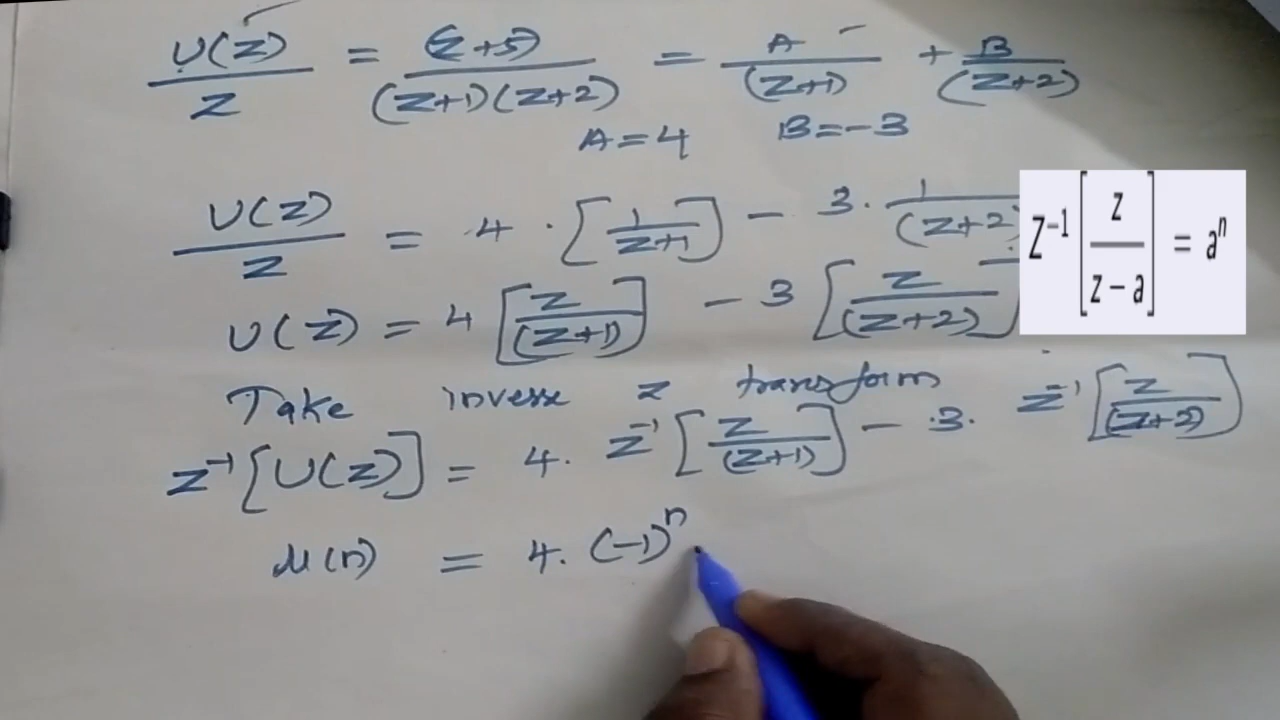 U(z)/z = (z+5)/((z+1)(z+2)) = A/(z+1) + B/(z+2)
A=4 B=-3
U(z)/z = 4 · [1/(z+1)] - 3 · 1/(z+2)
U(z) = 4 [z/(z+1)] - 3 [z/(z+2)]
Z⁻¹ [z/(z-a)] = aⁿ
Take inverse z transform
z⁻¹[U(z)] = 4. z⁻¹ [z/(z+1)] - 3. z⁻¹ [z/(z+2)]
u(n) = 4. (-1)ⁿ